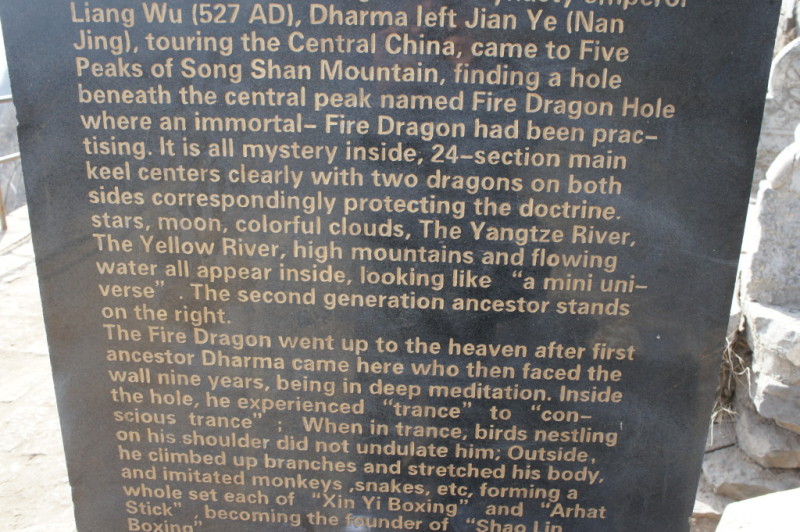 dynasty emperor
Liang Wu (527 AD), Dharma left Jian Ye (Nan
Jing), touring the Central China, came to Five
Peaks of Song Shan Mountain, finding a hole
beneath the central peak named Fire Dragon Hole
where an immortal- Fire Dragon had been prac-
tising. It is all mystery inside, 24-section main
keel centers clearly with two dragons on both
sides correspondingly protecting the doctrine.
stars, moon, colorful clouds, The Yangtze River,
The Yellow River, high mountains and flowing
water all appear inside, looking like “a mini uni-
verse” . The second generation ancestor stands
on the right.
The Fire Dragon went up to the heaven after first
ancestor Dharma came here who then faced the
wall nine years, being in deep meditation. Inside
the hole, he experienced “trance” to “con-
scious trance” ; When in trance, birds nestling
on his shoulder did not undulate him; Outside,
he climbed up branches and stretched his body,
and imitated monkeys ,snakes, etc, forming a
whole set each of “Xin Yi Boxing” and “Arhat
Stick” , becoming the founder of “Shao Lin
Boxing”